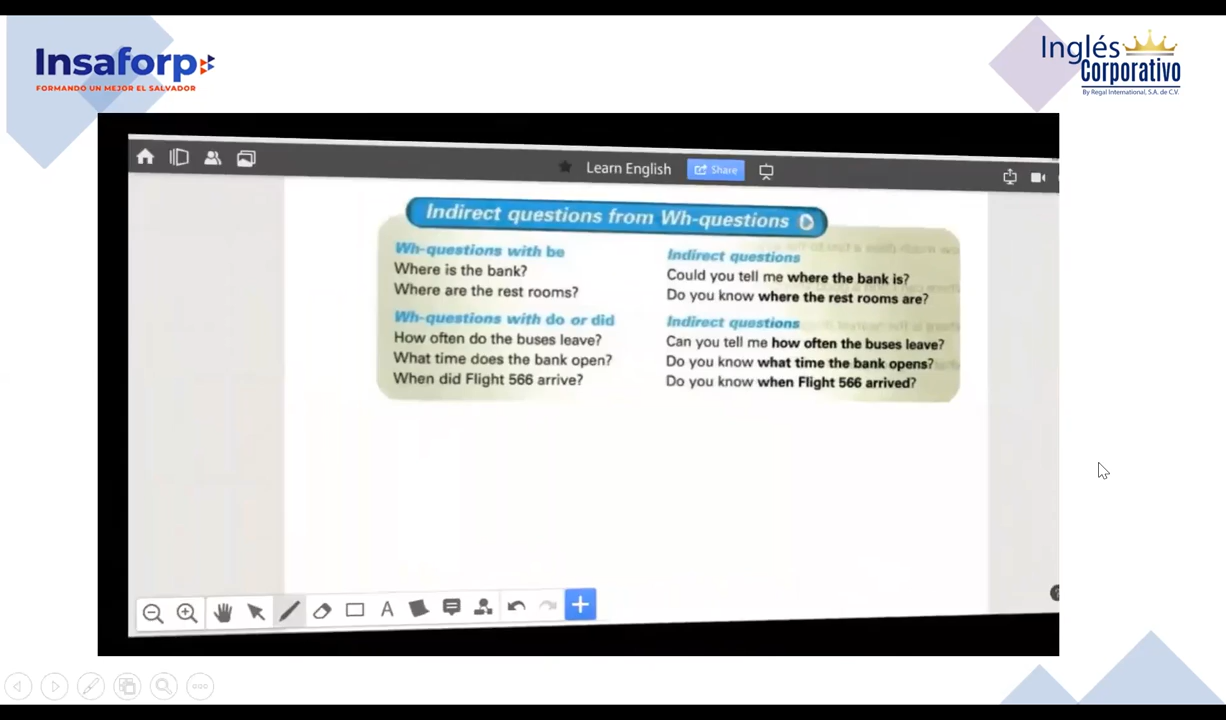 Insaforp
FORMANDO UN MEJOR EL SALVADOR
Inglés
Corporativo
By Regal International, S.A. de C.V.
Learn English
Share
Indirect questions from Wh-questions
Wh-questions with be
Where is the bank?
Where are the rest rooms?
Indirect questions
Could you tell me where the bank is?
Do you know where the rest rooms are?
Wh-questions with do or did
How often do the buses leave?
What time does the bank open?
When did Flight 566 arrive?
Indirect questions
Can you tell me how often the buses leave?
Do you know what time the bank opens?
Do you know when Flight 566 arrived?
A